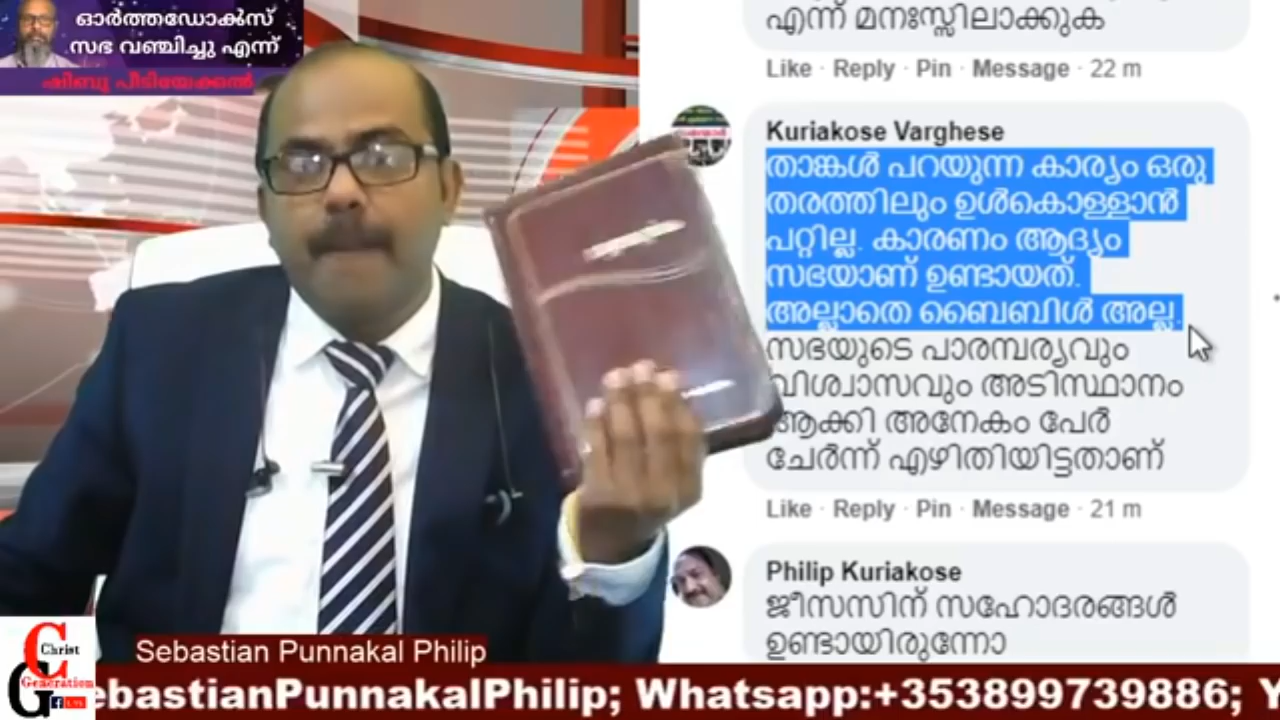 ഓർത്തഡോക്സ്
സഭ വഞ്ചിച്ചു എന്ന്
ഷിബു പീടിയേക്കൽ
എന്ന് മനഃസ്സിലാക്കുക
Like · Reply · Pin · Message · 22 m
Kuriakose Varghese
താങ്കൾ പറയുന്ന കാര്യം ഒരു
തരത്തിലും ഉൾകൊള്ളാൻ
പറ്റില്ല. കാരണം ആദ്യം
സഭയാണ് ഉണ്ടായത്.
അല്ലാതെ ബൈബിൾ അല്ല.
സഭയുടെ പാരമ്പര്യവും
വിശ്വാസവും അടിസ്ഥാനം
ആക്കി അനേകം പേർ
ചേർന്ന് എഴിതിയിട്ടതാണ്
Like · Reply · Pin · Message · 21 m
Philip Kuriakose
ജീസസിന് സഹോദരങ്ങൾ
ഉണ്ടായിരുന്നോ
Christ
Generation
Sebastian Punnakal Philip
ebastianPunnakalPhilip; Whatsapp:+353899739886; Y